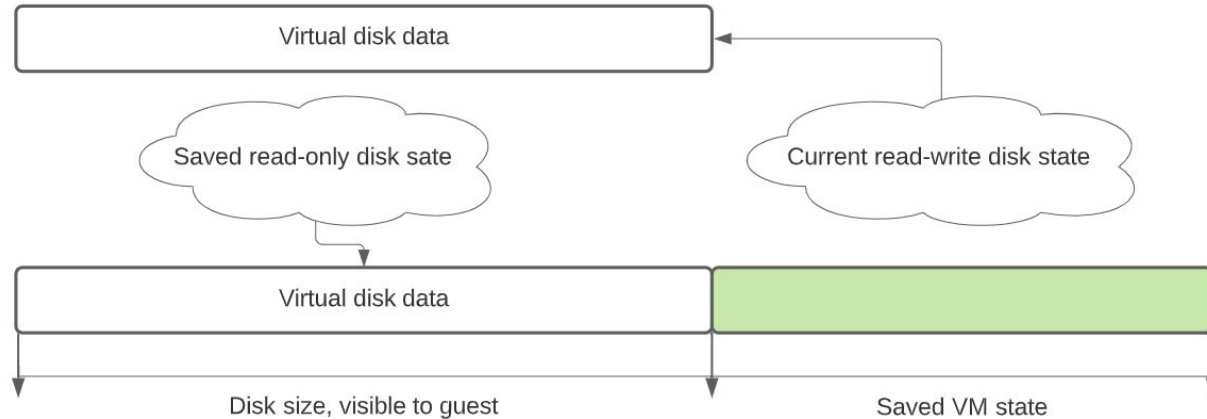 Virtual disk data
Saved read-only disk sate
Current read-write disk state
Virtual disk data
Disk size, visible to guest
Saved VM state